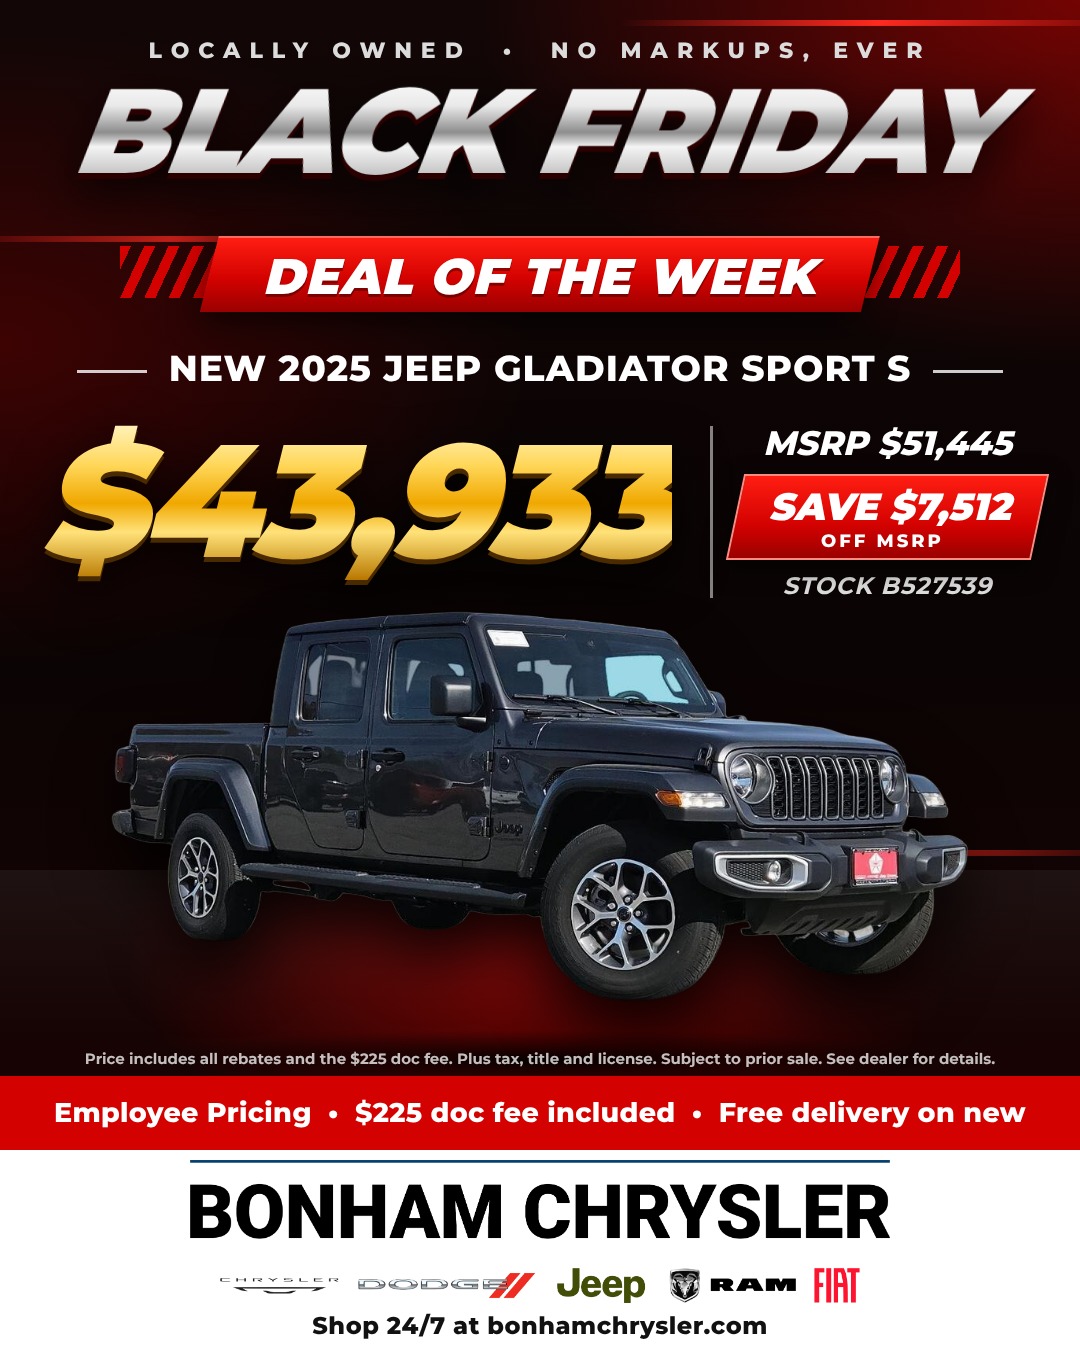 LOCALLY OWNED • NO MARKUPS, EVER
BLACK FRIDAY
DEAL OF THE WEEK
NEW 2025 JEEP GLADIATOR SPORT S
$43,933
MSRP $51,445
SAVE $7,512
OFF MSRP
STOCK B527539
Jeep
Price includes all rebates and the $225 doc fee. Plus tax, title and license. Subject to prior sale. See dealer for details.
Employee Pricing • $225 doc fee included • Free delivery on new
BONHAM CHRYSLER
CHRYSLER DODGE Jeep RAM FIAT
Shop 24/7 at bonhamchrysler.com